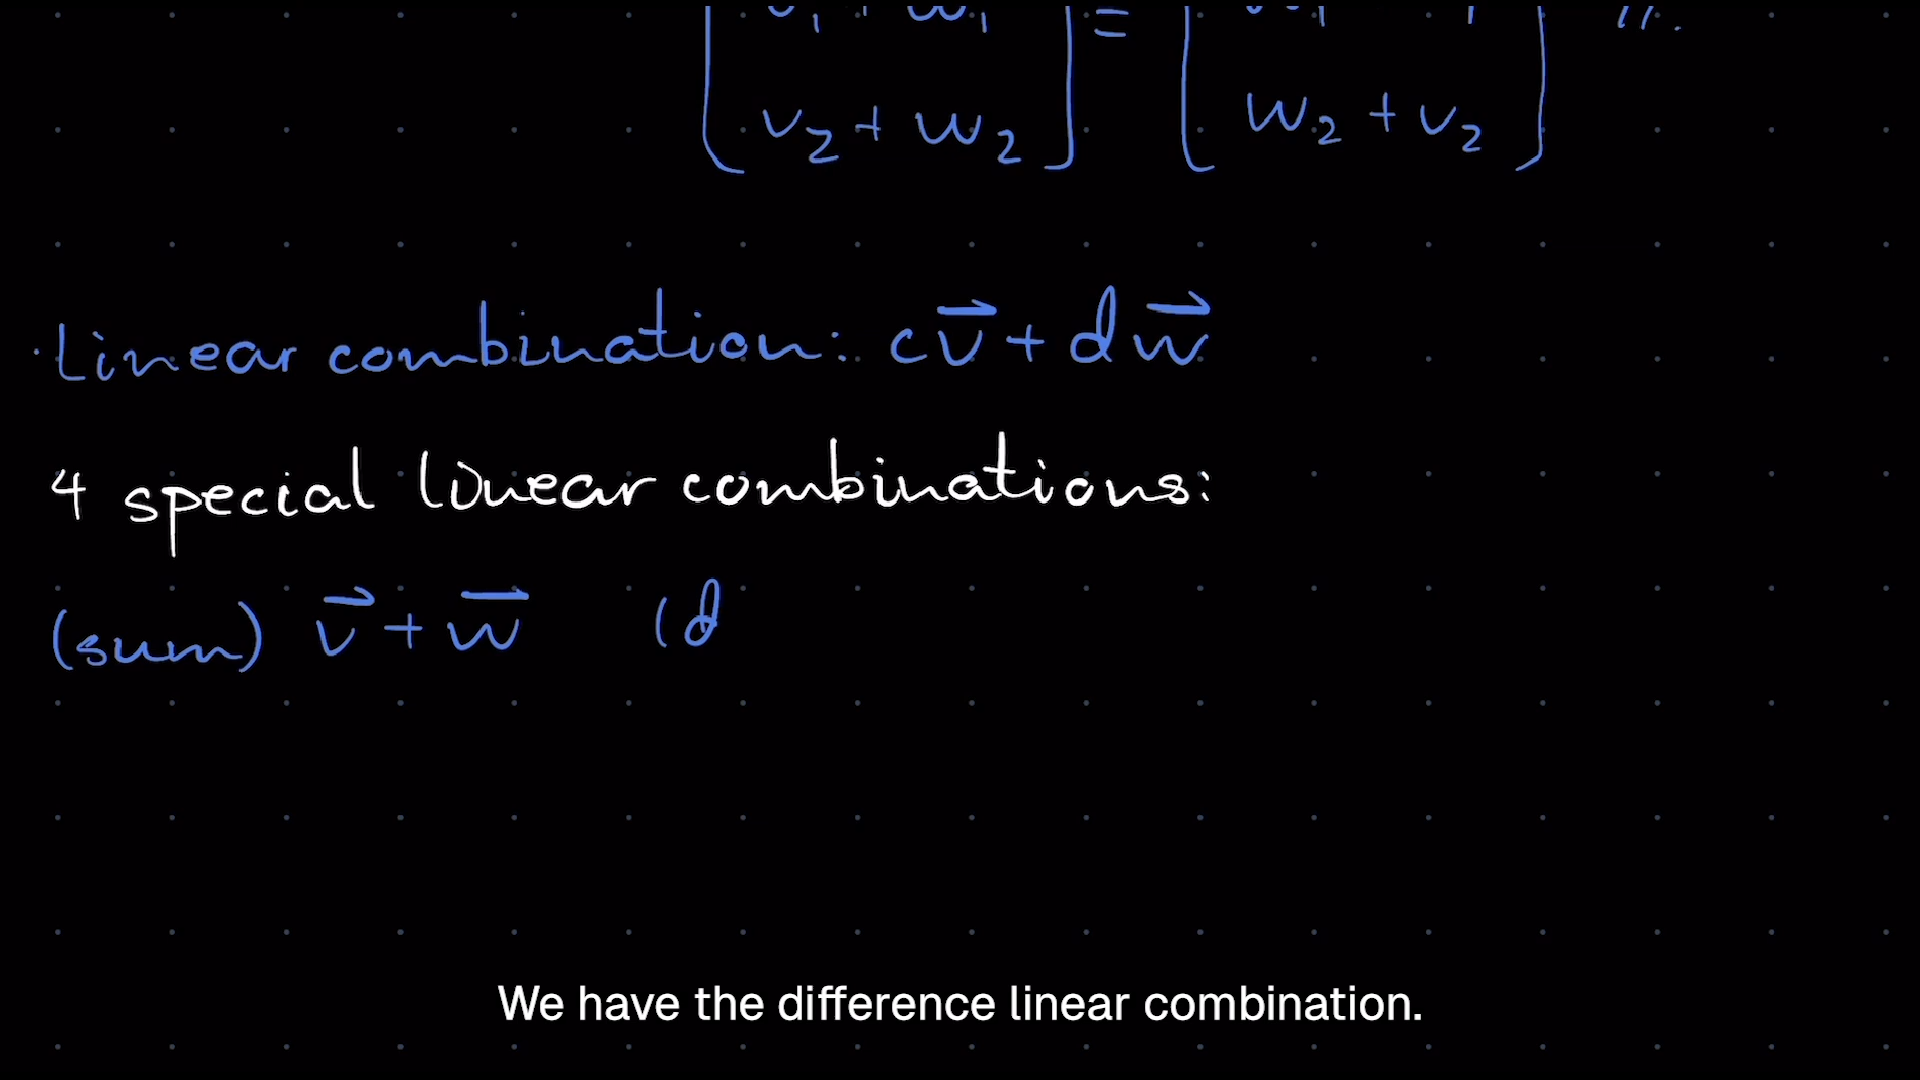 v₂ + w₂ = w₂ + v₂
· Linear combination: cv⃗ + dw⃗
4 special linear combinations:
(sum) v⃗ + w⃗ (d
We have the difference linear combination.